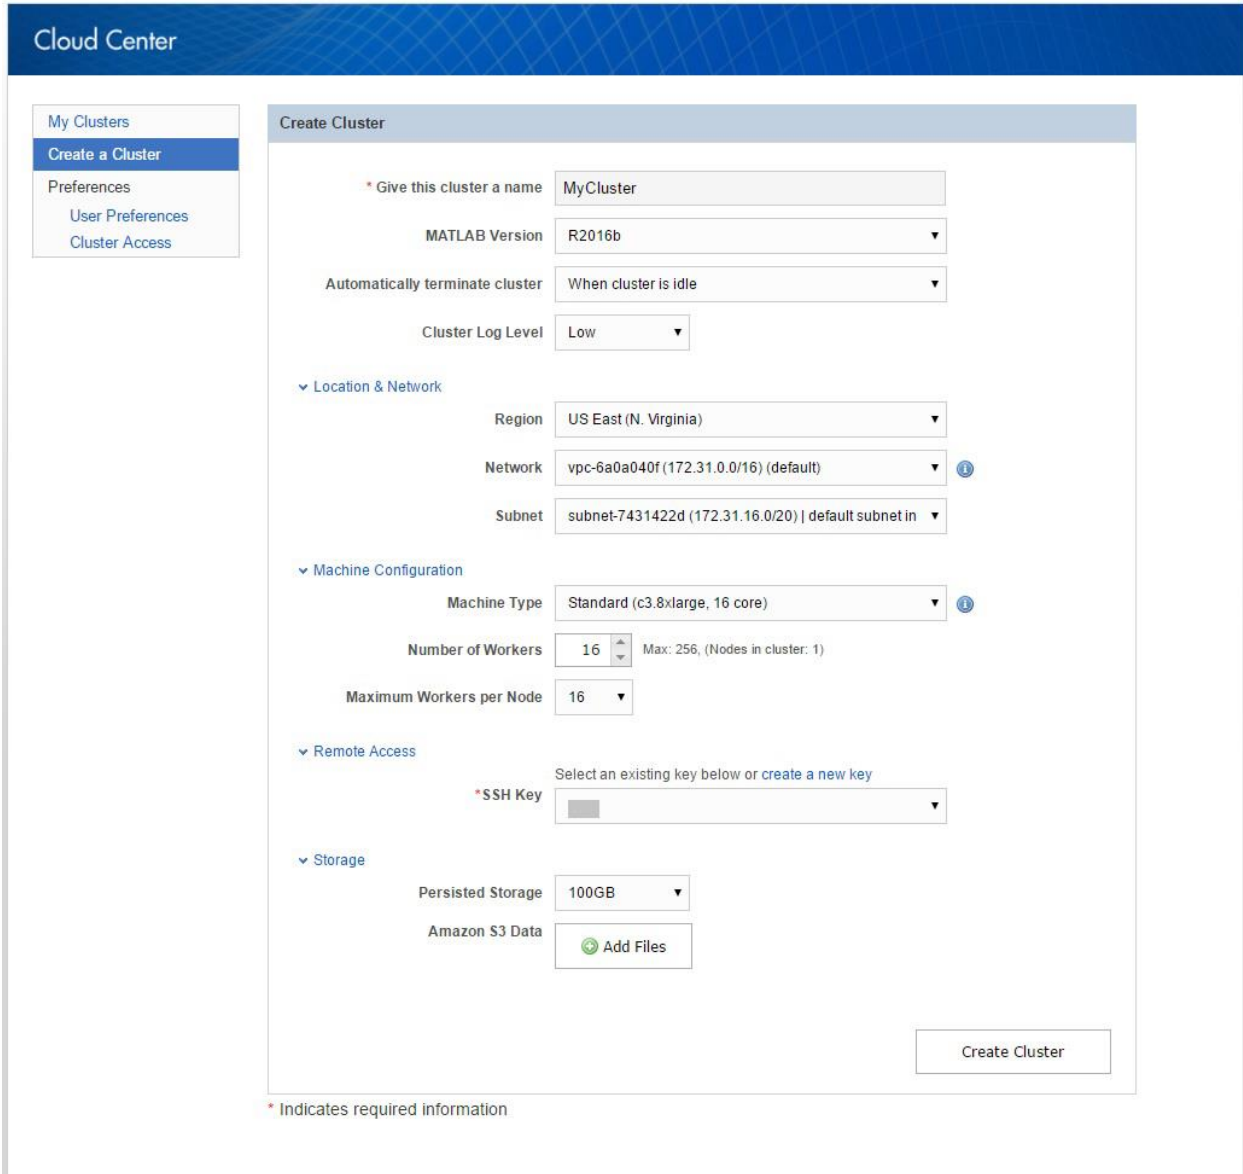 Cloud Center
My Clusters
Create a Cluster
Preferences
User Preferences
Cluster Access
Create Cluster
* Give this cluster a name MyCluster
MATLAB Version R2016b
Automatically terminate cluster When cluster is idle
Cluster Log Level Low
Location & Network
Region US East (N. Virginia)
Network vpc-6a0a040f (172.31.0.0/16) (default)
Subnet subnet-7431422d (172.31.16.0/20) | default subnet in
Machine Configuration
Machine Type Standard (c3.8xlarge, 16 core)
Number of Workers 16 Max: 256, (Nodes in cluster: 1)
Maximum Workers per Node 16
Remote Access
Select an existing key below or create a new key
*SSH Key
Storage
Persisted Storage 100GB
Amazon S3 Data Add Files
Create Cluster
* Indicates required information